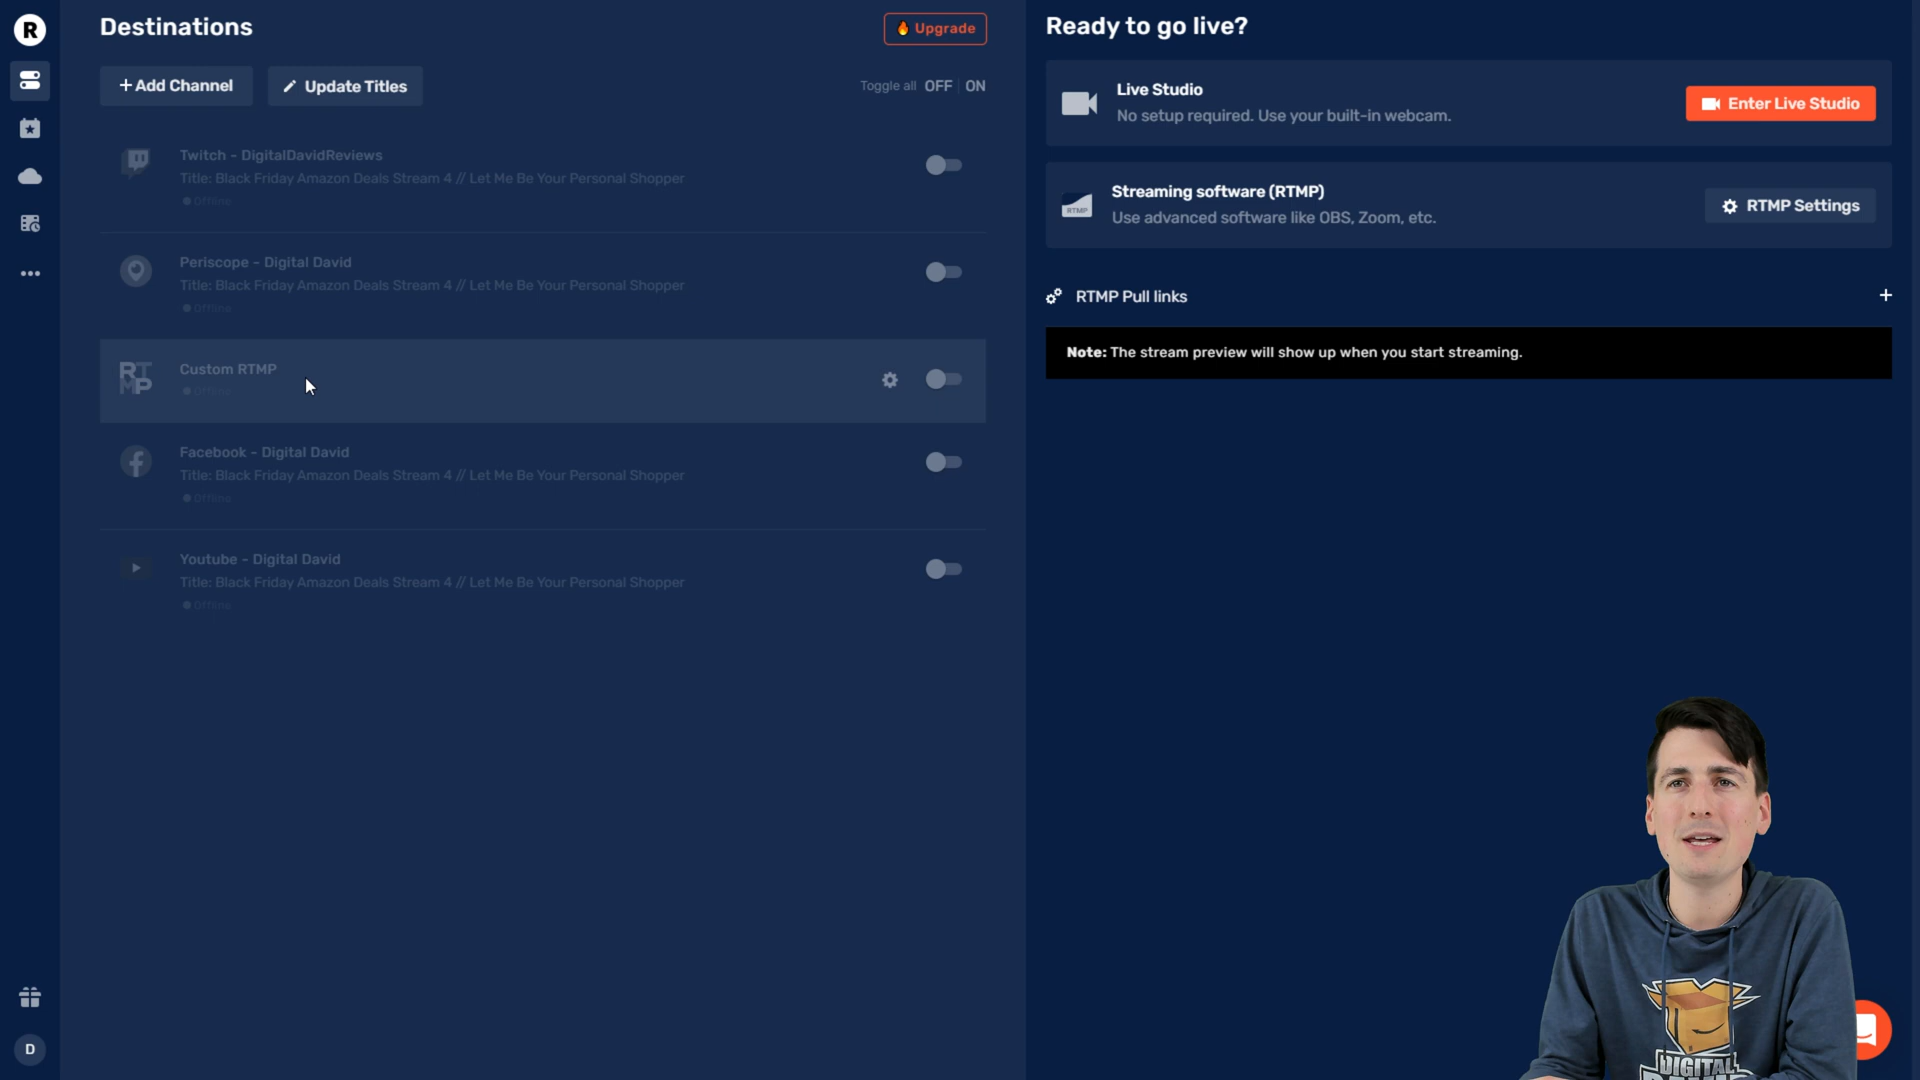 R
Destinations
Upgrade
+ Add Channel
Update Titles
Toggle all OFF ON
Twitch - DigitalDavidReviews
Title: Black Friday Amazon Deals Stream 4 // Let Me Be Your Personal Shopper
Offline
Periscope - Digital David
Title: Black Friday Amazon Deals Stream 4 // Let Me Be Your Personal Shopper
Offline
RT
MP
Custom RTMP
Offline
Facebook - Digital David
Title: Black Friday Amazon Deals Stream 4 // Let Me Be Your Personal Shopper
Offline
Youtube - Digital David
Title: Black Friday Amazon Deals Stream 4 // Let Me Be Your Personal Shopper
Offline
D
Ready to go live?
Live Studio
No setup required. Use your built-in webcam.
Enter Live Studio
RTMP
Streaming software (RTMP)
Use advanced software like OBS, Zoom, etc.
RTMP Settings
RTMP Pull links
+
Note: The stream preview will show up when you start streaming.
DIGITAL